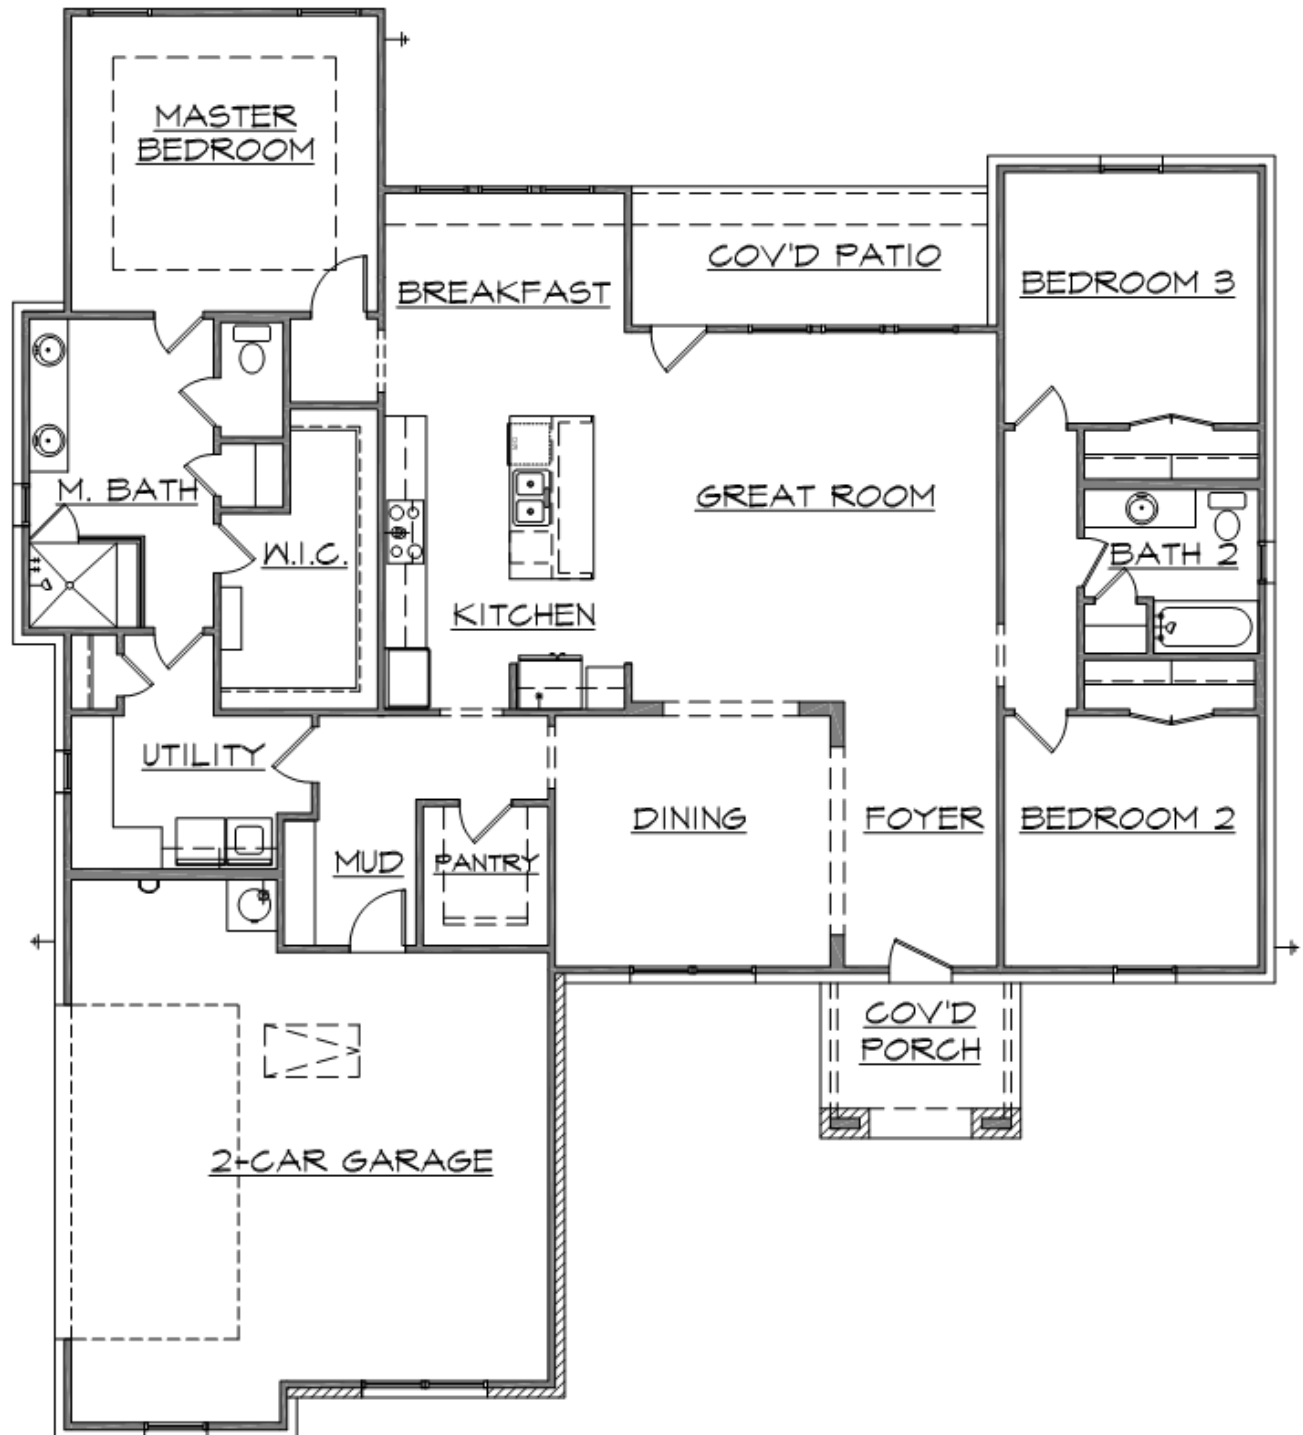 MASTER
BEDROOM
COV'D PATIO
BREAKFAST
BEDROOM 3
M. BATH
GREAT ROOM
W.I.C.
BATH 2
KITCHEN
UTILITY
DINING
FOYER
BEDROOM 2
MUD
PANTRY
COV'D
PORCH
2-CAR GARAGE